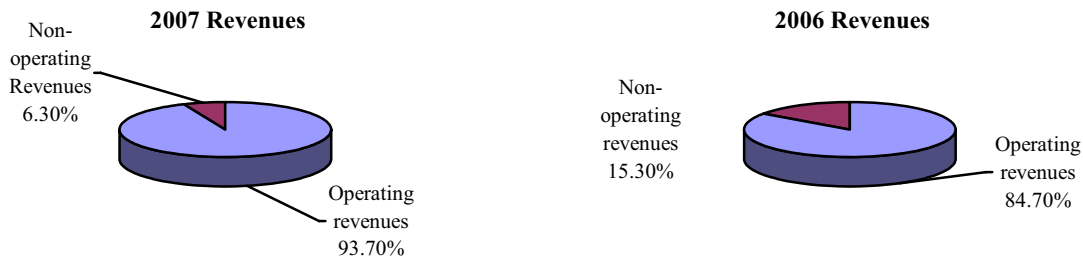 2007 Revenues
Non-
operating
Revenues
6.30%
Operating
revenues
93.70%
2006 Revenues
Non-
operating
revenues
15.30%
Operating
revenues
84.70%